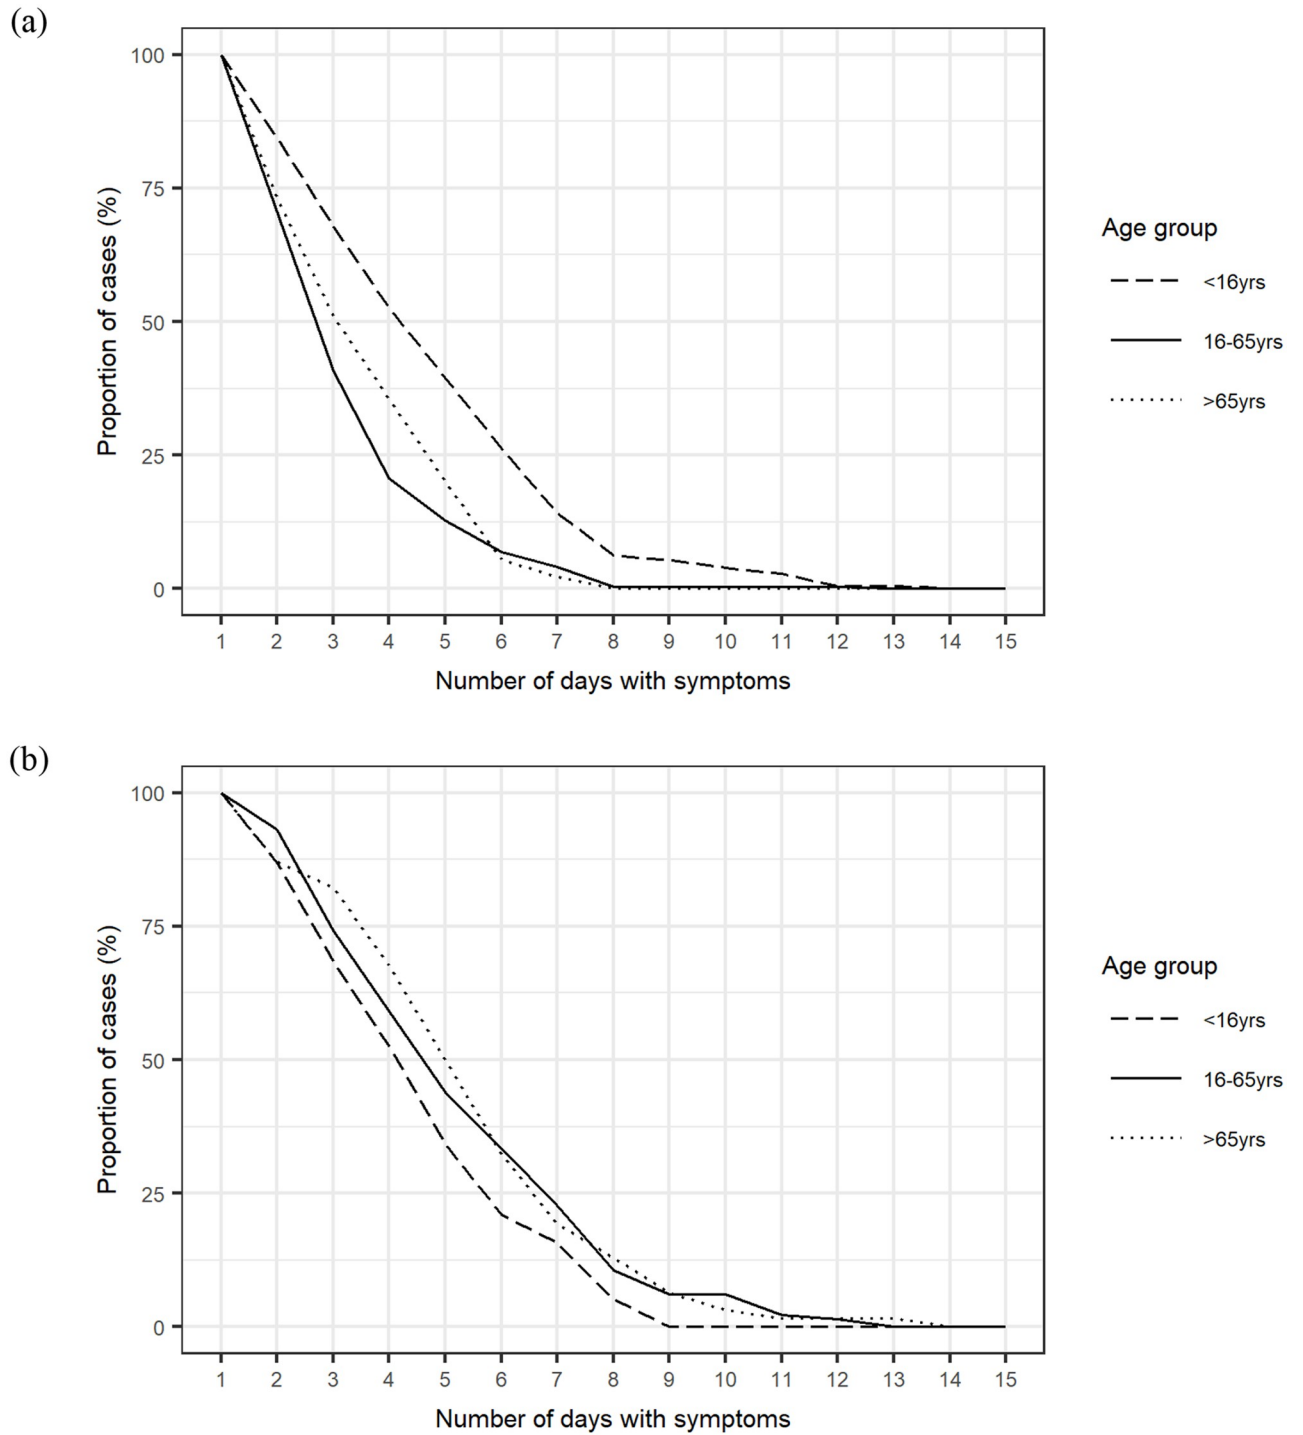 (a)
100
75
50
25
0
Proportion of cases (%)
1 2 3 4 5 6 7 8 9 10 11 12 13 14 15
Number of days with symptoms
Age group
<16yrs
16-65yrs
>65yrs
(b)
100
75
50
25
0
Proportion of cases (%)
1 2 3 4 5 6 7 8 9 10 11 12 13 14 15
Number of days with symptoms
Age group
<16yrs
16-65yrs
>65yrs